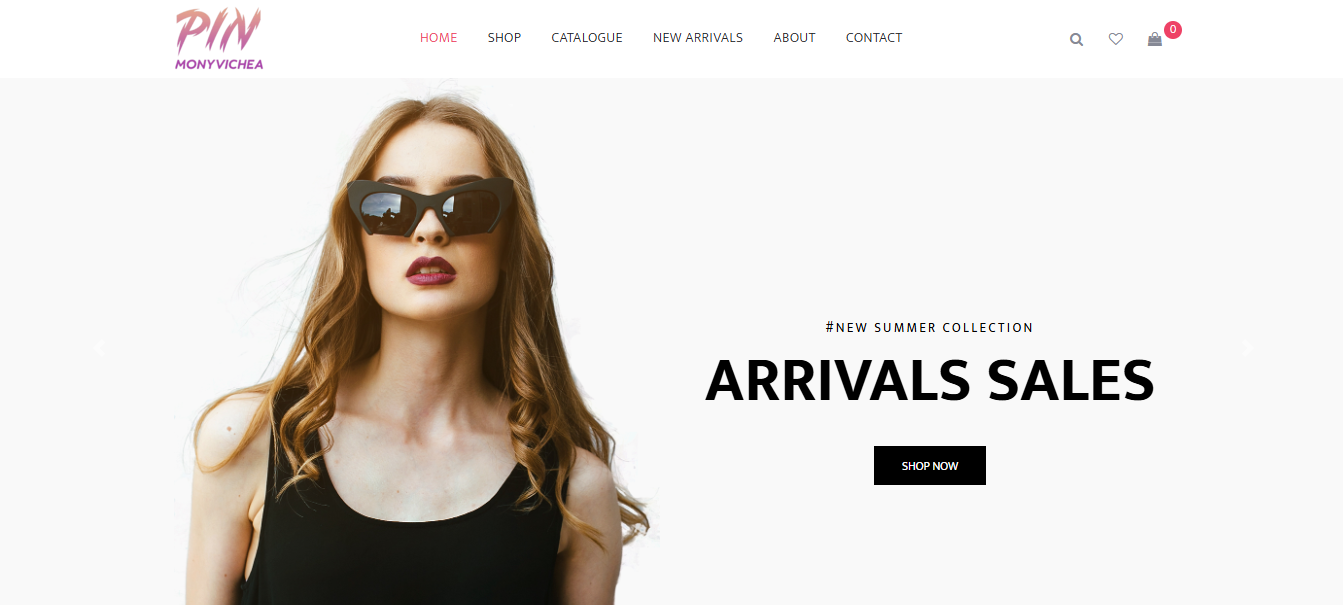 PIN
MONYVICHEA
HOME SHOP CATALOGUE NEW ARRIVALS ABOUT CONTACT
0
#NEW SUMMER COLLECTION
ARRIVALS SALES
SHOP NOW